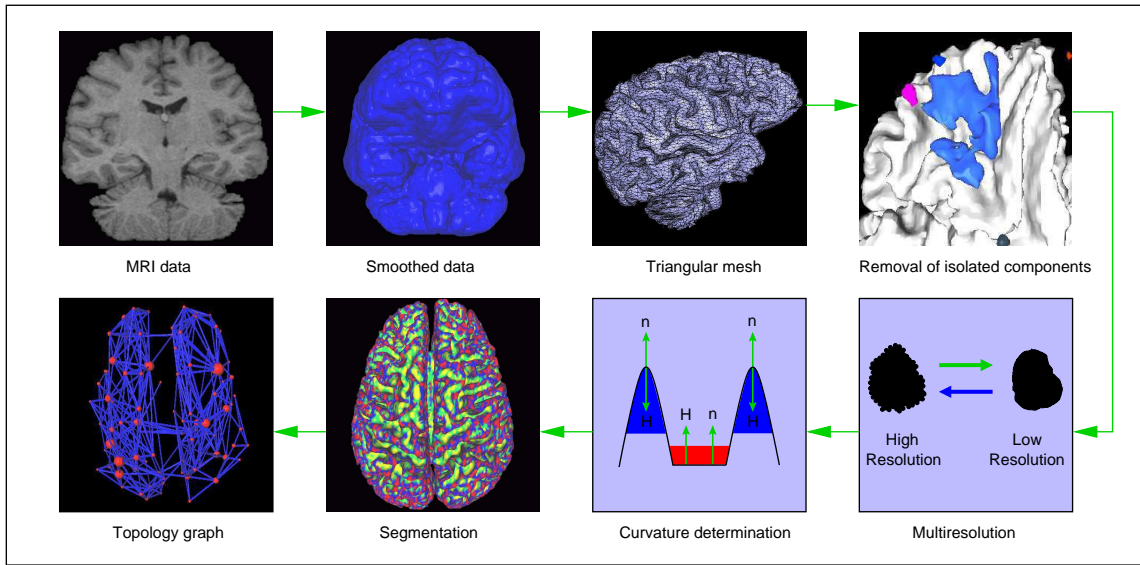 MRI data
Smoothed data
Triangular mesh
Removal of isolated components
n
n
H
H
H
n
High
Resolution
Low
Resolution
Topology graph
Segmentation
Curvature determination
Multiresolution